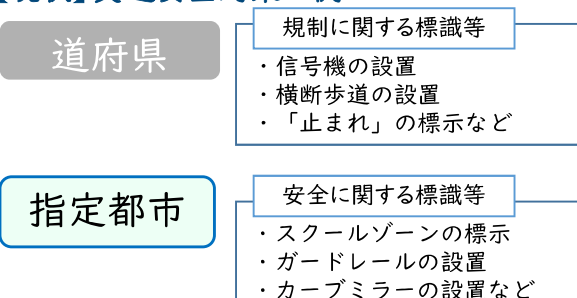 規制に関する標識等
道府県
・信号機の設置
・横断歩道の設置
・「止まれ」の標示など
安全に関する標識等
指定都市
・スクールゾーンの標示
・ガードレールの設置
・カーブミラーの設置など